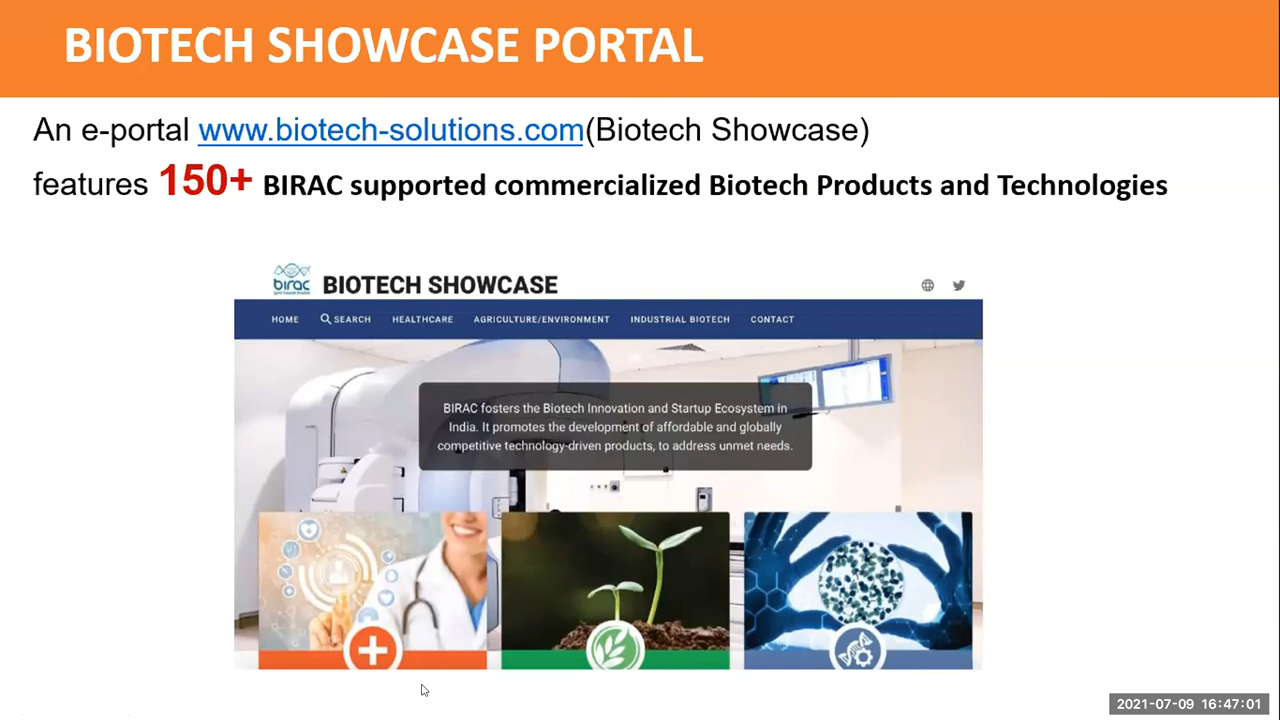 BIOTECH SHOWCASE PORTAL
An e-portal www.biotech-solutions.com(Biotech Showcase)
features 150+ BIRAC supported commercialized Biotech Products and Technologies
birac
BIOTECH SHOWCASE
HOME SEARCH HEALTHCARE AGRICULTURE/ENVIRONMENT INDUSTRIAL BIOTECH CONTACT
BIRAC fosters the Biotech Innovation and Startup Ecosystem in
India. It promotes the development of affordable and globally
competitive technology-driven products, to address unmet needs.
2021-07-09 16:47:01